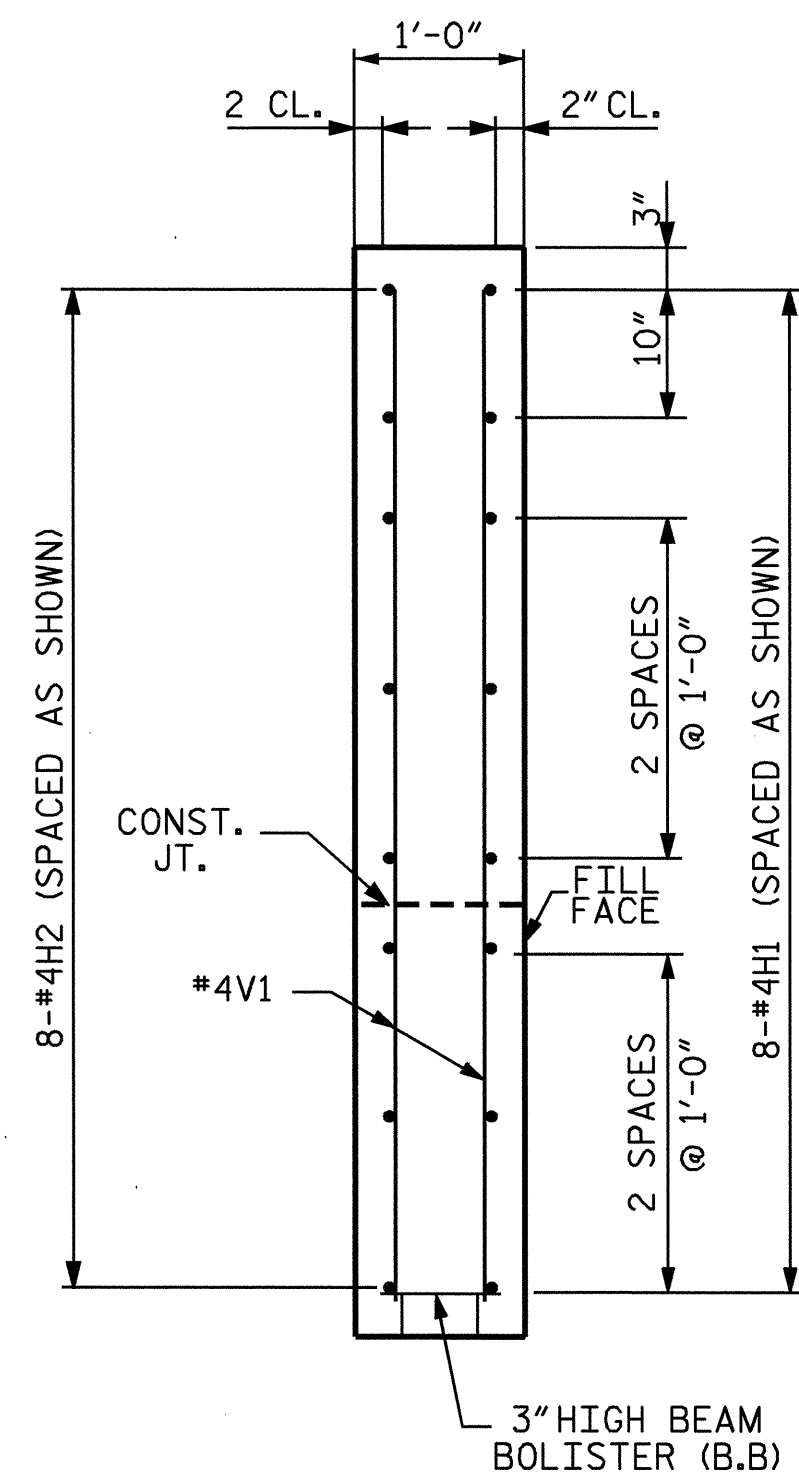 1'-0"
2 CL.
2" CL.
3"
10"
8-#4H2 (SPACED AS SHOWN)
2 SPACES
@ 1'-0"
8-#4H1 (SPACED AS SHOWN)
CONST.
JT.
FILL
FACE
#4V1
2 SPACES
@ 1'-0"
3"HIGH BEAM
BOLISTER (B.B)